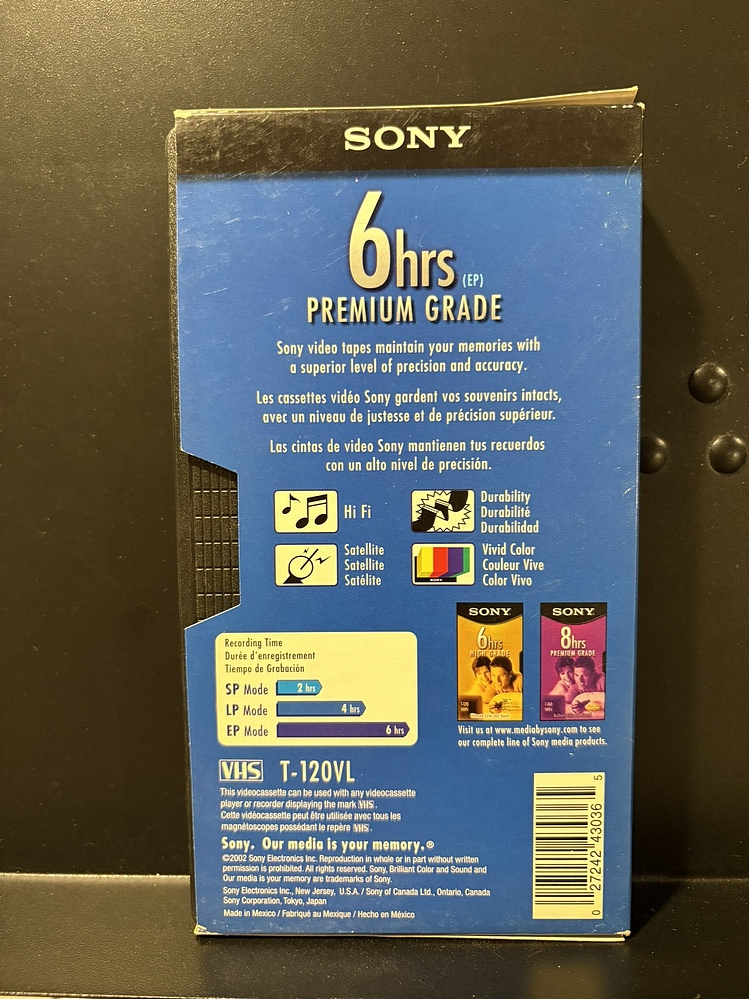 SONY
6hrs (EP)
PREMIUM GRADE
Sony video tapes maintain your memories with
a superior level of precision and accuracy.
Les cassettes vidéo Sony gardent vos souvenirs intacts,
avec un niveau de justesse et de précision supérieur.
Las cintas de video Sony mantienen tus recuerdos
con un alto nivel de precisión.
Hi Fi
Durability
Durabilité
Durabilidad
Satellite
Satellite
Satélite
SONY
Vivid Color
Couleur Vive
Color Vivo
Recording Time
Durée d'enregistrement
Tiempo de Grabación
SP Mode 2 hrs
LP Mode 4 hrs
EP Mode 6 hrs
SONY
6hrs
HIGH GRADE
SONY
8hrs
PREMIUM GRADE
Visit us at www.mediabysony.com to see
our complete line of Sony media products.
VHS T-120VL
This videocassette can be used with any videocassette
player or recorder displaying the mark VHS.
Cette vidéocassette peut être utilisée avec tous les
magnétoscopes possédant le repère VHS.
Sony. Our media is your memory.®
©2002 Sony Electronics Inc. Reproduction in whole or in part without written
permission is prohibited. All rights reserved. Sony, Brilliant Color and Sound and
Our media is your memory are trademarks of Sony.
Sony Electronics Inc., New Jersey, U.S.A. / Sony of Canada Ltd., Ontario, Canada
Sony Corporation, Tokyo, Japan
Made in Mexico / Fabriqué au Mexique / Hecho en México
0 27242 43036 5